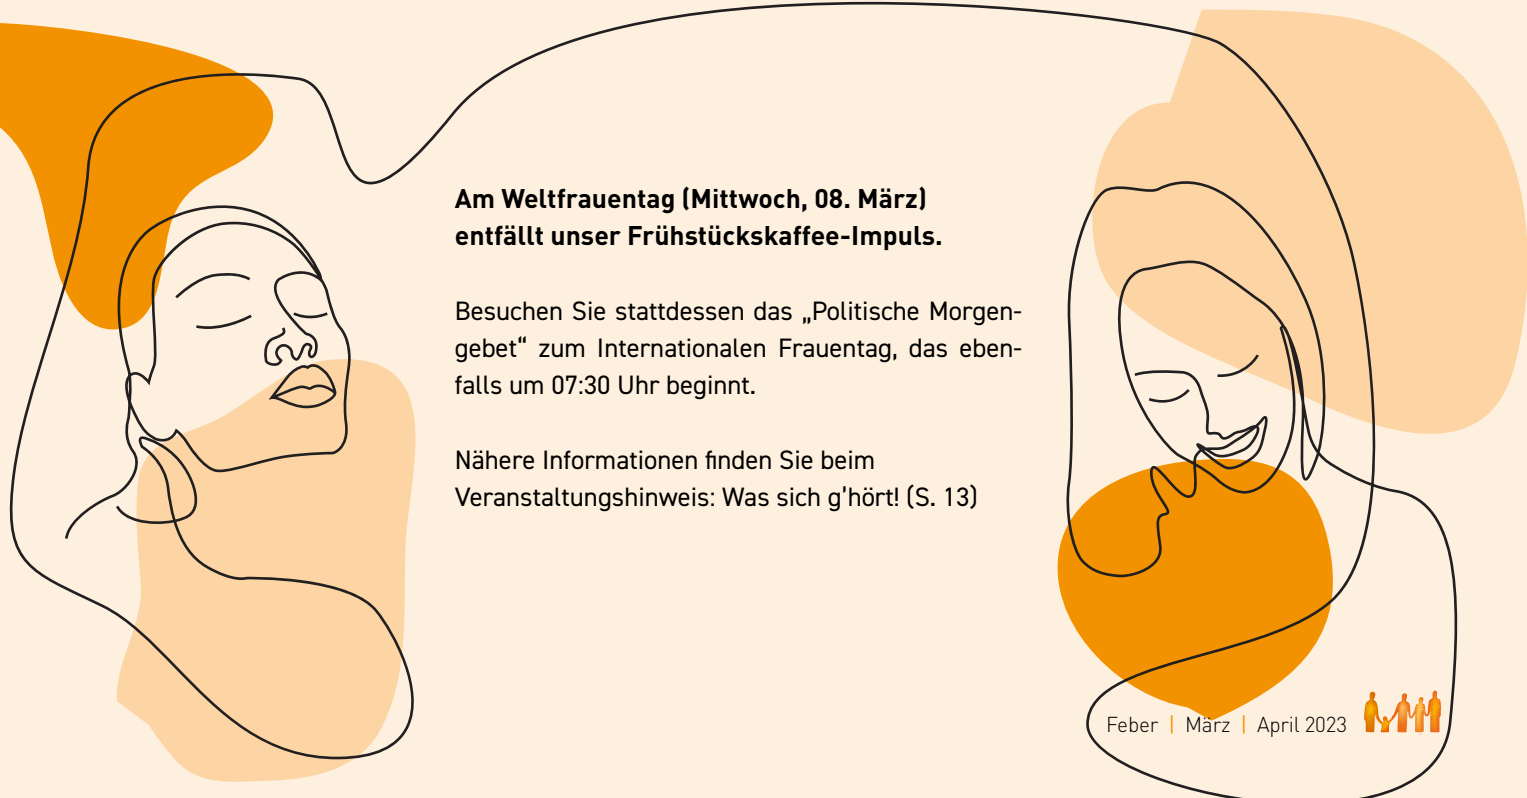 Am Weltfrauentag (Mittwoch, 08. März)
entfällt unser Frühstückskaffee-Impuls.
Besuchen Sie stattdessen das „Politische Morgen-
gebet“ zum Internationalen Frauentag, das eben-
falls um 07:30 Uhr beginnt.
Nähere Informationen finden Sie beim
Veranstaltungshinweis: Was sich g’hört! (S. 13)
Feber | März | April 2023